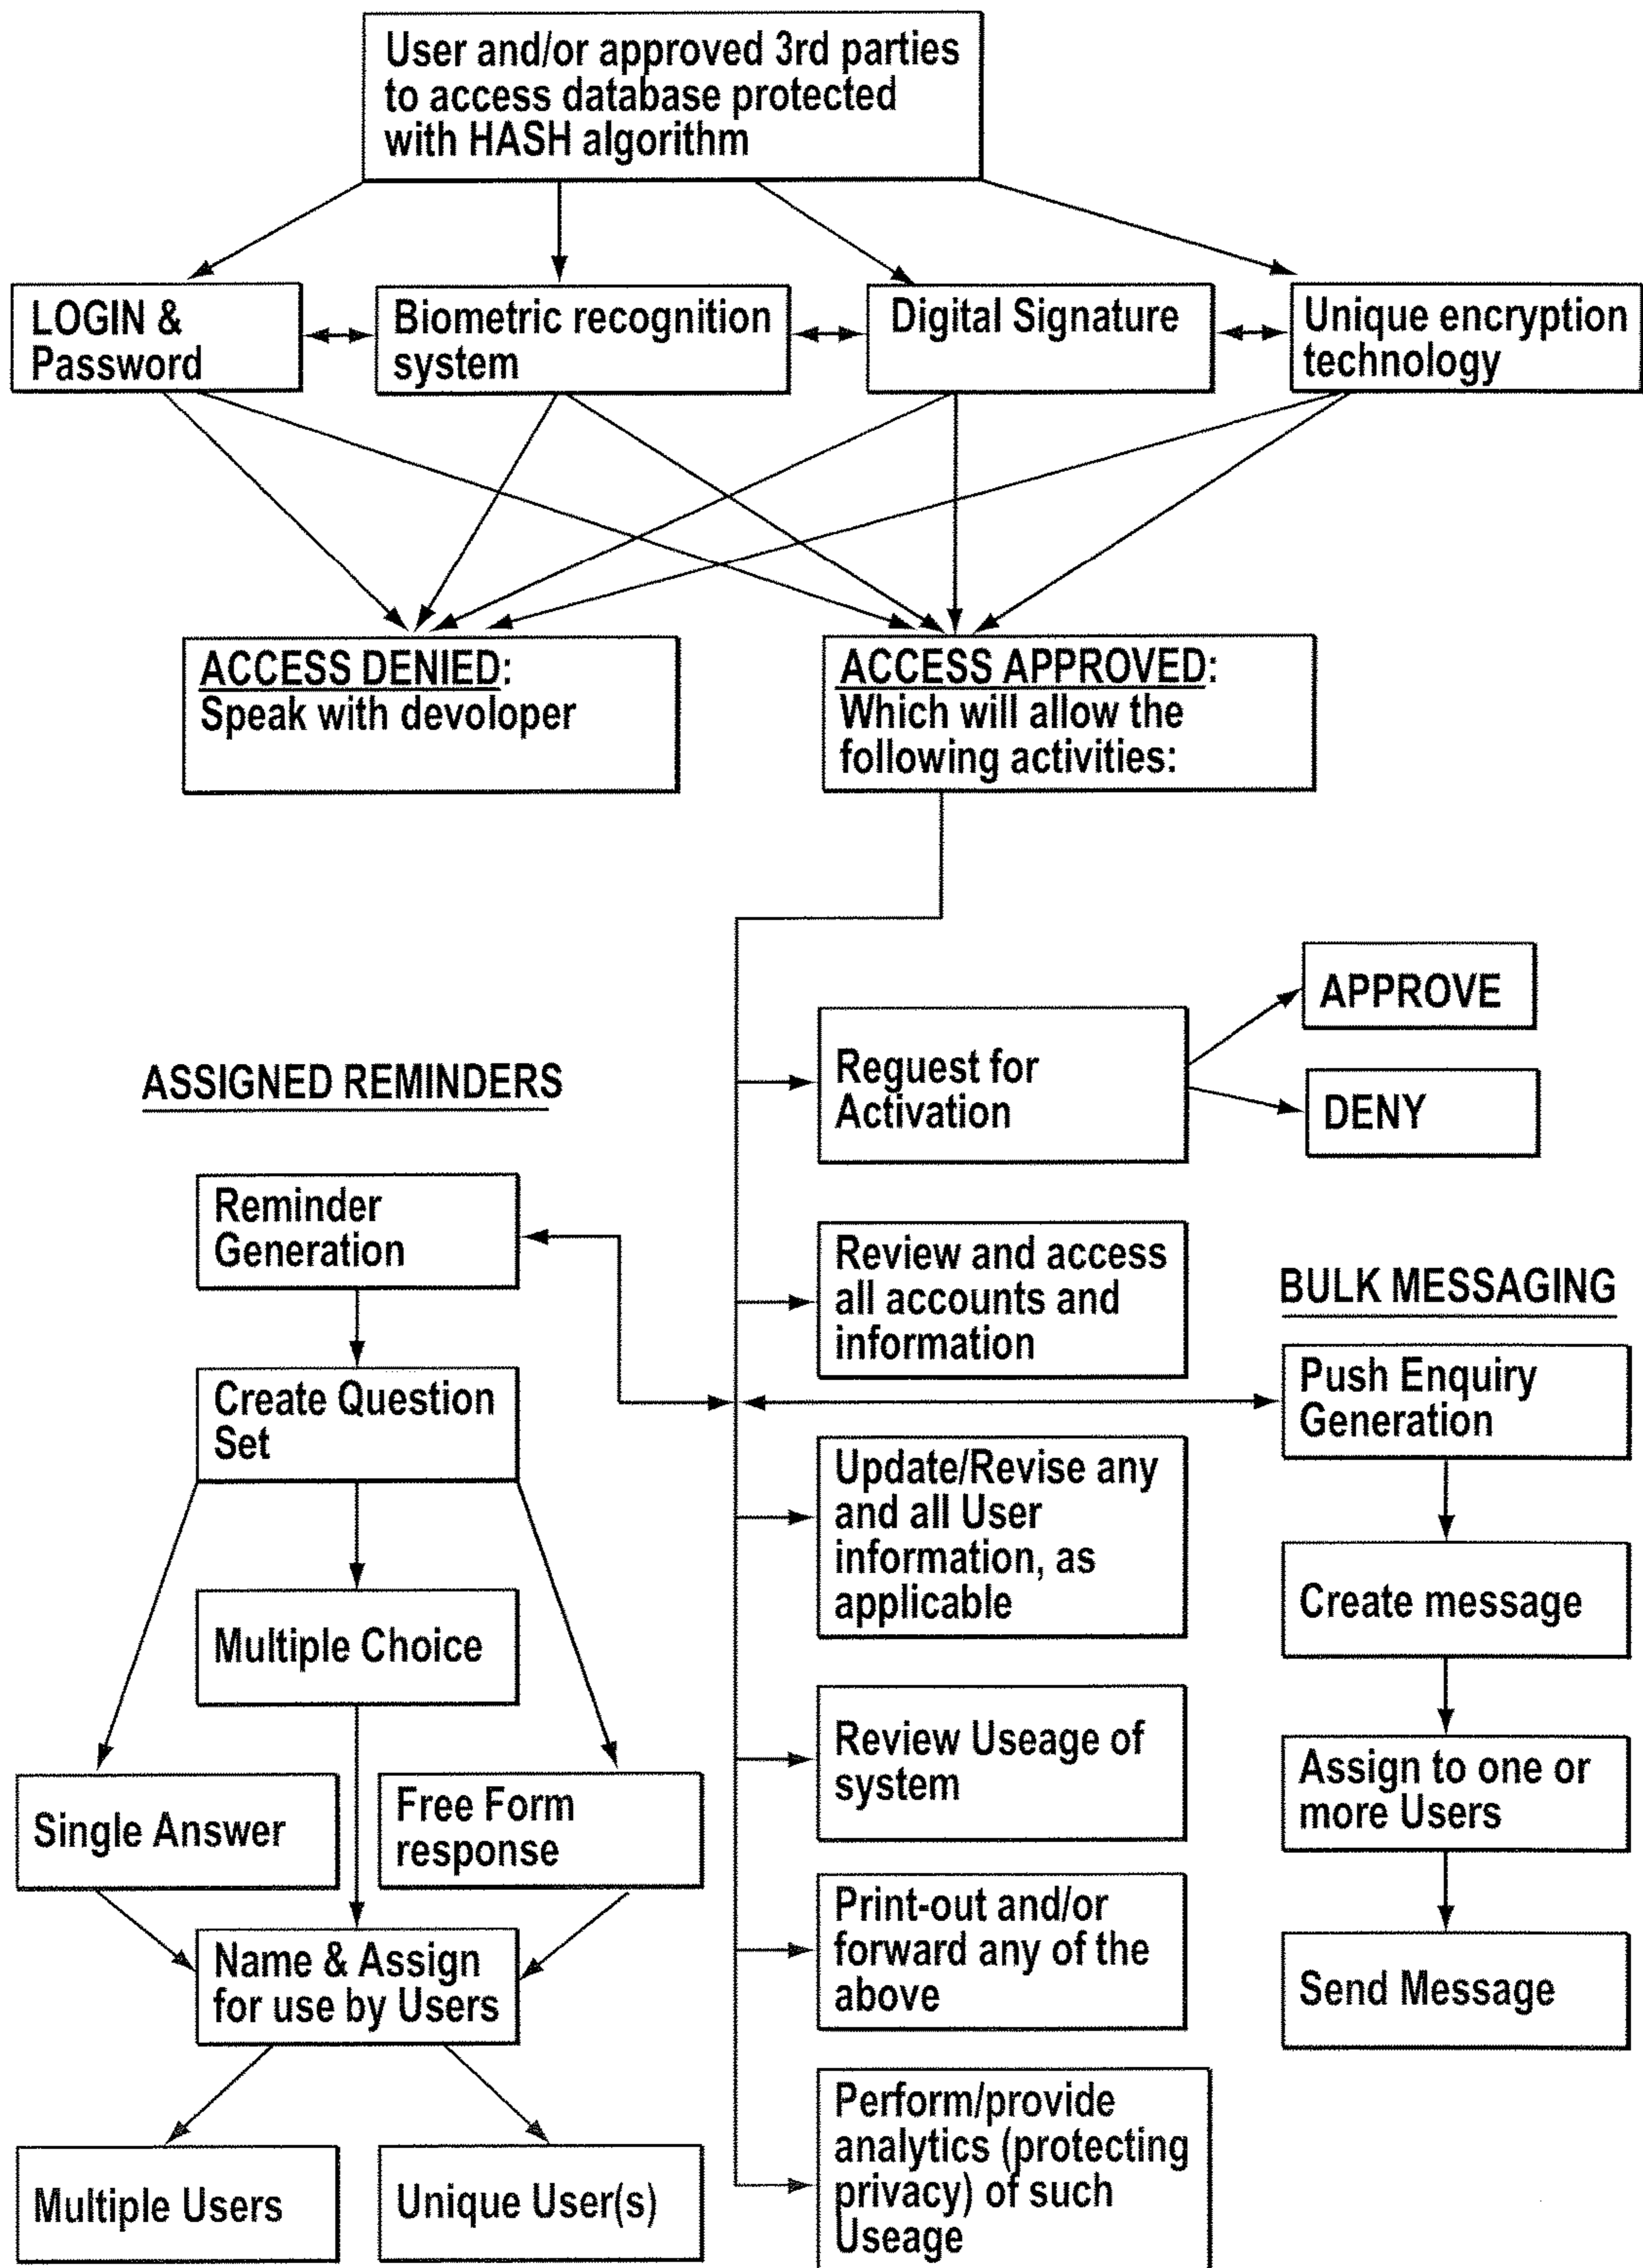 User and/or approved 3rd parties
to access database protected
with HASH algorithm
LOGIN &
Password
Biometric recognition
system
Digital Signature
Unique encryption
technology
ACCESS DENIED:
Speak with devoloper
ACCESS APPROVED:
Which will allow the
following activities:
APPROVE
Reguest for
Activation
DENY
ASSIGNED REMINDERS
Reminder
Generation
Create Question
Set
Multiple Choice
Single Answer
Free Form
response
Name & Assign
for use by Users
Multiple Users
Unique User(s)
Review and access
all accounts and
information
Update/Revise any
and all User
information, as
applicable
Review Useage of
system
Print-out and/or
forward any of the
above
Perform/provide
analytics (protecting
privacy) of such
Useage
BULK MESSAGING
Push Enquiry
Generation
Create message
Assign to one or
more Users
Send Message